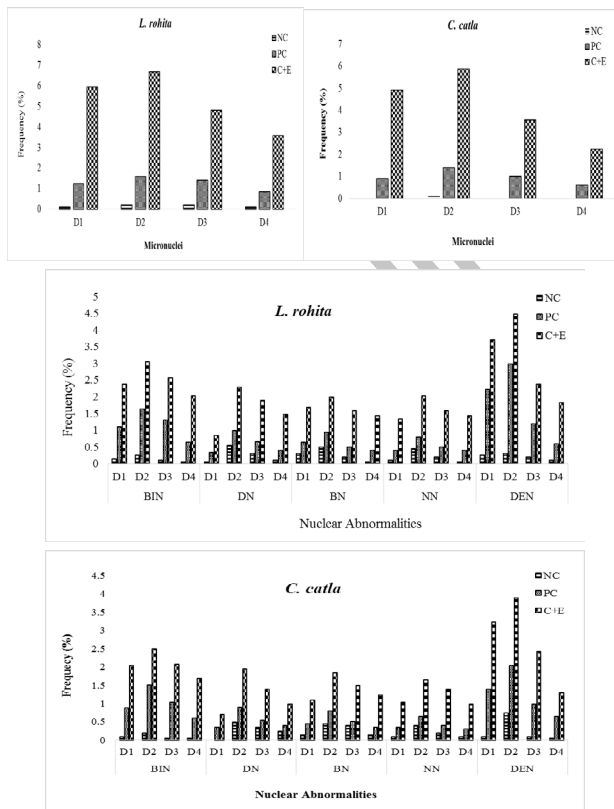 L. rohita
NC
PC
C+E
Frequency (%)
8
7
6
5
4
3
2
1
0
D1 D2 D3 D4
Micronuclei
C. catla
NC
PC
C+E
Frequency (%)
7
6
5
4
3
2
1
0
D1 D2 D3 D4
Micronuclei
L. rohita
NC
PC
C+E
Frequency (%)
5
4.5
4
3.5
3
2.5
2
1.5
1
0.5
0
D1 D2 D3 D4 D1 D2 D3 D4 D1 D2 D3 D4 D1 D2 D3 D4 D1 D2 D3 D4
BIN DN BN NN DEN
Nuclear Abnormalities
C. catla
NC
PC
C+E
Frequecy (%)
4.5
4
3.5
3
2.5
2
1.5
1
0.5
0
D1 D2 D3 D4 D1 D2 D3 D4 D1 D2 D3 D4 D1 D2 D3 D4 D1 D2 D3 D4
BIN DN BN NN DEN
Nuclear Abnormalities